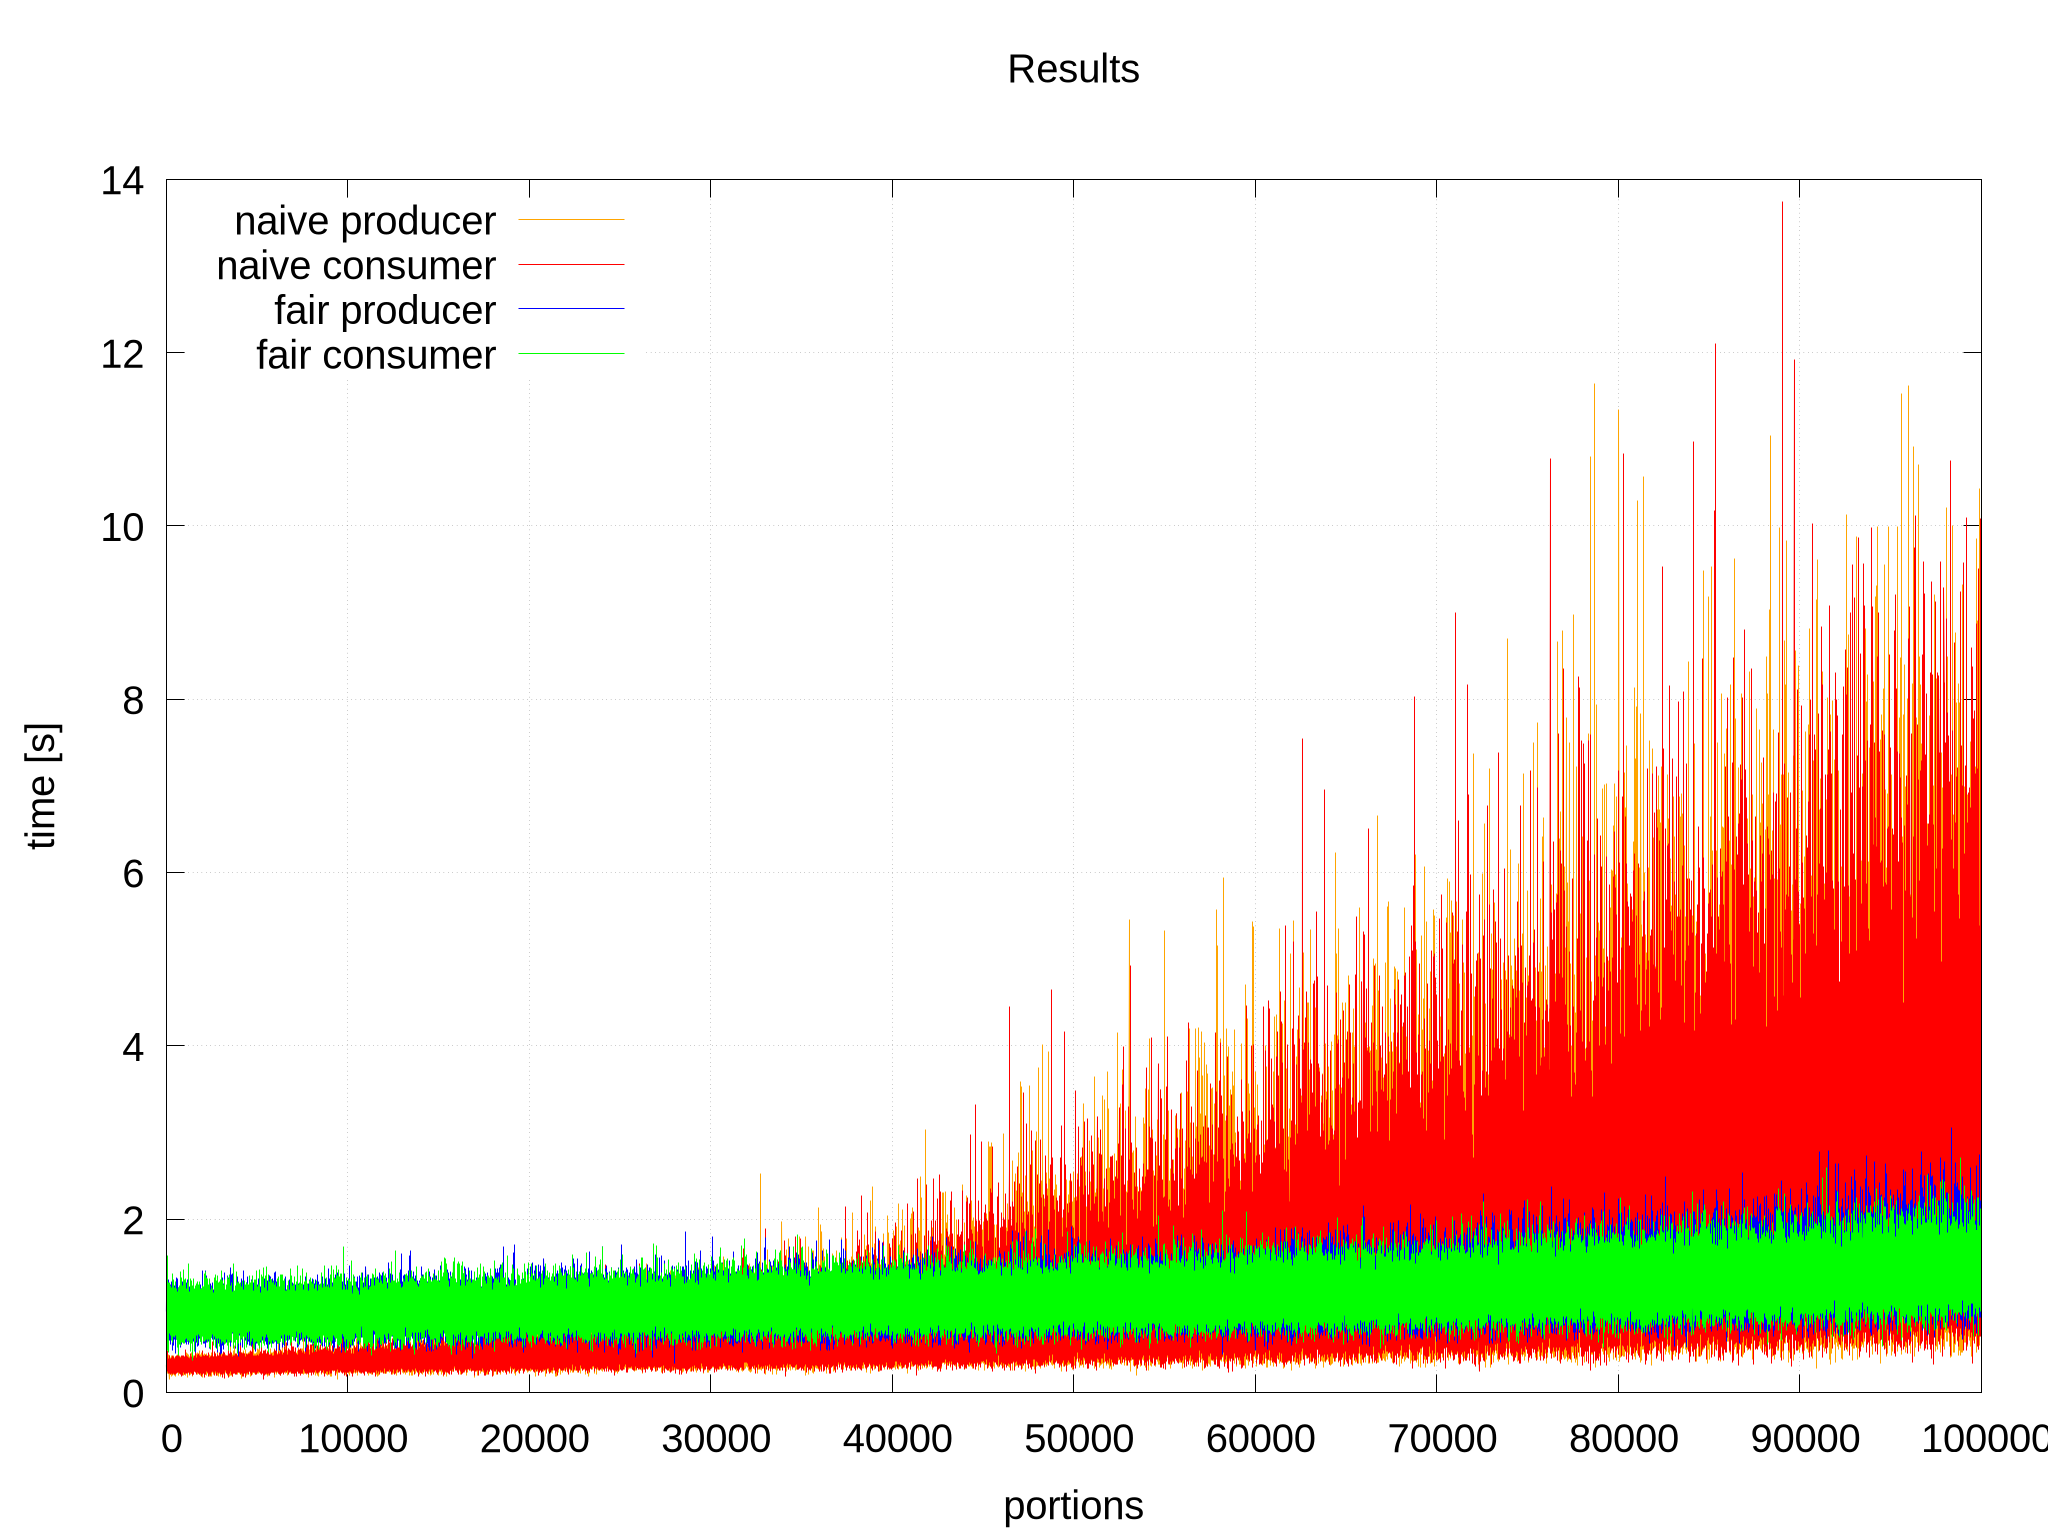 Results
14
12
10
8
6
4
2
0
time [s]
naive producer
naive consumer
fair producer
fair consumer
0 10000 20000 30000 40000 50000 60000 70000 80000 90000 100000
portions